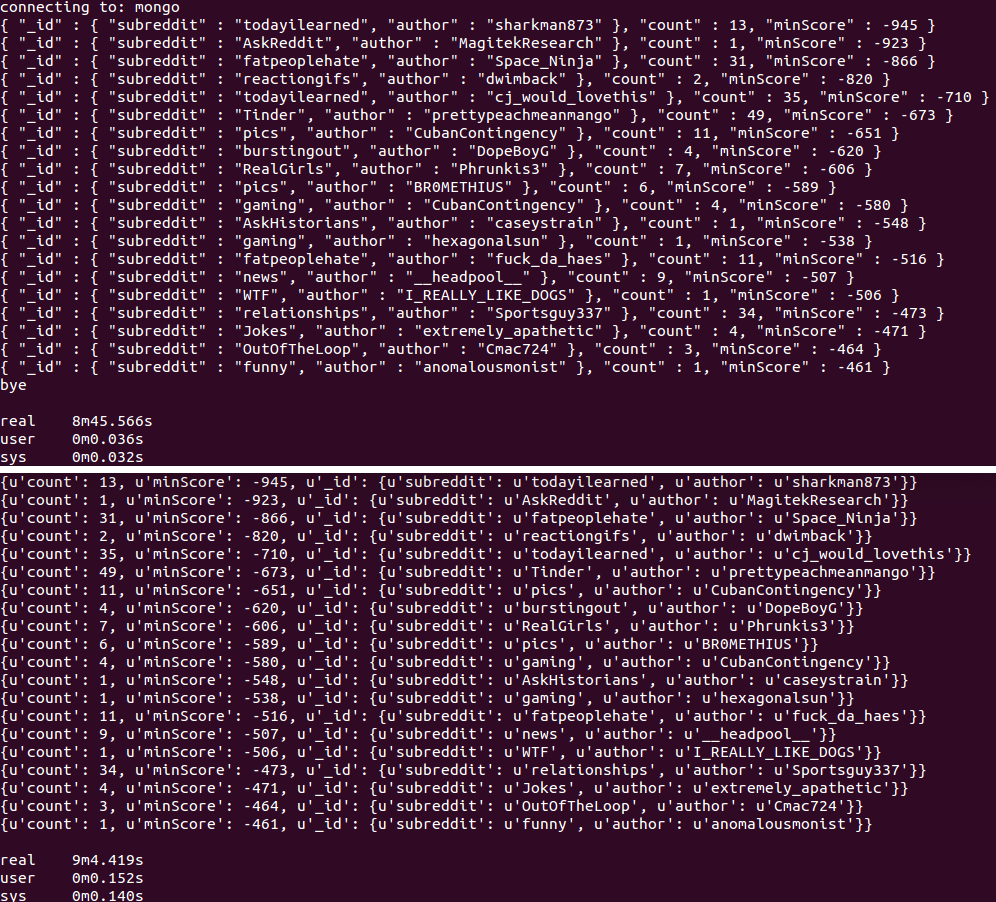 connecting to: mongo
{ "_id" : { "subreddit" : "todayilearned", "author" : "sharkman873" }, "count" : 13, "minScore" : -945 }
{ "_id" : { "subreddit" : "AskReddit", "author" : "MagitekResearch" }, "count" : 1, "minScore" : -923 }
{ "_id" : { "subreddit" : "fatpeoplehate", "author" : "Space_Ninja" }, "count" : 31, "minScore" : -866 }
{ "_id" : { "subreddit" : "reactiongifs", "author" : "dwimback" }, "count" : 2, "minScore" : -820 }
{ "_id" : { "subreddit" : "todayilearned", "author" : "cj_would_lovethis" }, "count" : 35, "minScore" : -710 }
{ "_id" : { "subreddit" : "Tinder", "author" : "prettypeachmeanmango" }, "count" : 49, "minScore" : -673 }
{ "_id" : { "subreddit" : "pics", "author" : "CubanContingency" }, "count" : 11, "minScore" : -651 }
{ "_id" : { "subreddit" : "burstingout", "author" : "DopeBoyG" }, "count" : 4, "minScore" : -620 }
{ "_id" : { "subreddit" : "RealGirls", "author" : "Phrunkis3" }, "count" : 7, "minScore" : -606 }
{ "_id" : { "subreddit" : "pics", "author" : "BR0METHIUS" }, "count" : 6, "minScore" : -589 }
{ "_id" : { "subreddit" : "gaming", "author" : "CubanContingency" }, "count" : 4, "minScore" : -580 }
{ "_id" : { "subreddit" : "AskHistorians", "author" : "caseystrain" }, "count" : 1, "minScore" : -548 }
{ "_id" : { "subreddit" : "gaming", "author" : "hexagonalsun" }, "count" : 1, "minScore" : -538 }
{ "_id" : { "subreddit" : "fatpeoplehate", "author" : "fuck_da_haes" }, "count" : 11, "minScore" : -516 }
{ "_id" : { "subreddit" : "news", "author" : "__headpool__" }, "count" : 9, "minScore" : -507 }
{ "_id" : { "subreddit" : "WTF", "author" : "I_REALLY_LIKE_DOGS" }, "count" : 1, "minScore" : -506 }
{ "_id" : { "subreddit" : "relationships", "author" : "Sportsguy337" }, "count" : 34, "minScore" : -473 }
{ "_id" : { "subreddit" : "Jokes", "author" : "extremely_apathetic" }, "count" : 4, "minScore" : -471 }
{ "_id" : { "subreddit" : "OutOfTheLoop", "author" : "Cmac724" }, "count" : 3, "minScore" : -464 }
{ "_id" : { "subreddit" : "funny", "author" : "anomalousmonist" }, "count" : 1, "minScore" : -461 }
bye
real 8m45.566s
user 0m0.036s
sys 0m0.032s
{u'count': 13, u'minScore': -945, u'_id': {u'subreddit': u'todayilearned', u'author': u'sharkman873'}}
{u'count': 1, u'minScore': -923, u'_id': {u'subreddit': u'AskReddit', u'author': u'MagitekResearch'}}
{u'count': 31, u'minScore': -866, u'_id': {u'subreddit': u'fatpeoplehate', u'author': u'Space_Ninja'}}
{u'count': 2, u'minScore': -820, u'_id': {u'subreddit': u'reactiongifs', u'author': u'dwimback'}}
{u'count': 35, u'minScore': -710, u'_id': {u'subreddit': u'todayilearned', u'author': u'cj_would_lovethis'}}
{u'count': 49, u'minScore': -673, u'_id': {u'subreddit': u'Tinder', u'author': u'prettypeachmeanmango'}}
{u'count': 11, u'minScore': -651, u'_id': {u'subreddit': u'pics', u'author': u'CubanContingency'}}
{u'count': 4, u'minScore': -620, u'_id': {u'subreddit': u'burstingout', u'author': u'DopeBoyG'}}
{u'count': 7, u'minScore': -606, u'_id': {u'subreddit': u'RealGirls', u'author': u'Phrunkis3'}}
{u'count': 6, u'minScore': -589, u'_id': {u'subreddit': u'pics', u'author': u'BR0METHIUS'}}
{u'count': 4, u'minScore': -580, u'_id': {u'subreddit': u'gaming', u'author': u'CubanContingency'}}
{u'count': 1, u'minScore': -548, u'_id': {u'subreddit': u'AskHistorians', u'author': u'caseystrain'}}
{u'count': 1, u'minScore': -538, u'_id': {u'subreddit': u'gaming', u'author': u'hexagonalsun'}}
{u'count': 11, u'minScore': -516, u'_id': {u'subreddit': u'fatpeoplehate', u'author': u'fuck_da_haes'}}
{u'count': 9, u'minScore': -507, u'_id': {u'subreddit': u'news', u'author': u'__headpool__'}}
{u'count': 1, u'minScore': -506, u'_id': {u'subreddit': u'WTF', u'author': u'I_REALLY_LIKE_DOGS'}}
{u'count': 34, u'minScore': -473, u'_id': {u'subreddit': u'relationships', u'author': u'Sportsguy337'}}
{u'count': 4, u'minScore': -471, u'_id': {u'subreddit': u'Jokes', u'author': u'extremely_apathetic'}}
{u'count': 3, u'minScore': -464, u'_id': {u'subreddit': u'OutOfTheLoop', u'author': u'Cmac724'}}
{u'count': 1, u'minScore': -461, u'_id': {u'subreddit': u'funny', u'author': u'anomalousmonist'}}
real 9m4.419s
user 0m0.152s
sys 0m0.140s